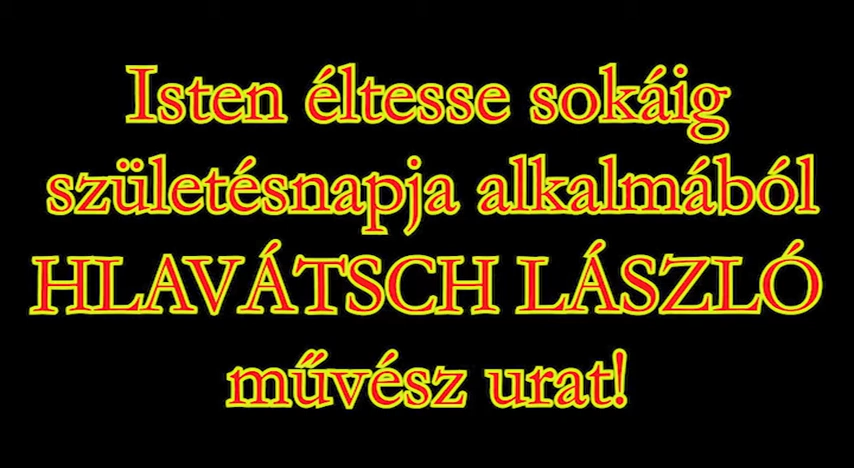 Isten éltesse sokáig
születésnapja alkalmából
HLAVÁTSCH LÁSZLÓ
művész urat!